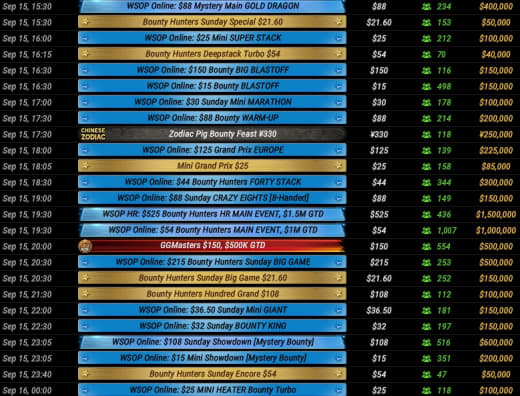 Sep 15, 15:30 WSOP Online: $88 Mystery Main GOLD DRAGON $88 234 $400,000
Sep 15, 15:30 Bounty Hunters Sunday Special $21.60 $21.60 153 $50,000
Sep 15, 16:00 WSOP Online: $25 Mini SUPER STACK $25 212 $100,000
Sep 15, 16:15 Bounty Hunters Deepstack Turbo $54 $54 70 $40,000
Sep 15, 16:30 WSOP Online: $150 Bounty BIG BLASTOFF $150 116 $150,000
Sep 15, 16:30 WSOP Online: $15 Bounty BLASTOFF $15 498 $150,000
Sep 15, 17:00 WSOP Online: $30 Sunday Mini MARATHON $30 178 $100,000
Sep 15, 17:00 WSOP Online: $88 Bounty WARM-UP $88 214 $200,000
Sep 15, 17:30 CHINESE ZODIAC Zodiac Pig Bounty Feast ¥330 ¥330 118 ¥250,000
Sep 15, 18:00 WSOP Online: $125 Grand Prix EUROPE $125 139 $225,000
Sep 15, 18:05 Mini Grand Prix $25 $25 158 $85,000
Sep 15, 18:30 WSOP Online: $44 Bounty Hunters FORTY STACK $44 344 $300,000
Sep 15, 19:00 WSOP Online: $88 Sunday CRAZY EIGHTS [8-Handed] $88 149 $150,000
Sep 15, 19:30 WSOP HR: $525 Bounty Hunters HR MAIN EVENT, $1.5M GTD $525 436 $1,500,000
Sep 15, 19:30 WSOP Online: $54 Bounty Hunters MAIN EVENT, $1M GTD $54 1,007 $1,000,000
Sep 15, 20:00 GGMasters $150, $500K GTD $150 554 $500,000
Sep 15, 20:30 WSOP Online: $215 Bounty Hunters Sunday BIG GAME $215 253 $500,000
Sep 15, 20:30 Bounty Hunters Sunday Big Game $21.60 $21.60 252 $150,000
Sep 15, 21:30 Bounty Hunters Hundred Grand $108 $108 112 $100,000
Sep 15, 22:30 WSOP Online: $36.50 Sunday Mini GIANT $36.50 181 $150,000
Sep 15, 22:30 WSOP Online: $32 Sunday BOUNTY KING $32 197 $150,000
Sep 15, 23:05 WSOP Online: $108 Sunday Showdown [Mystery Bounty] $108 516 $600,000
Sep 15, 23:05 WSOP Online: $15 Mini Showdown [Mystery Bounty] $15 351 $200,000
Sep 15, 23:40 Bounty Hunters Sunday Encore $54 $54 47 $50,000
Sep 16, 00:00 WSOP Online: $25 MINI HEATER Bounty Turbo $25 118 $100,000